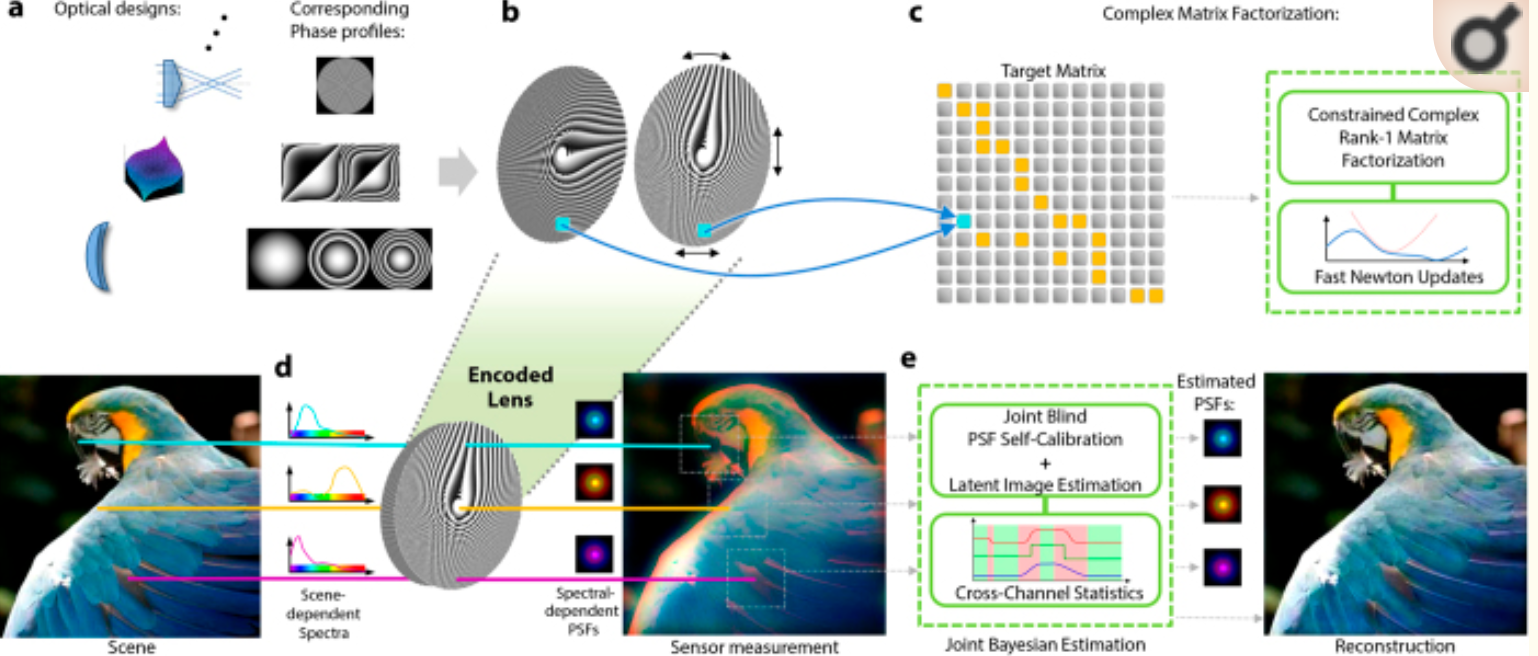 a
Optical designs:
Corresponding
Phase profiles:
b
c
Complex Matrix Factorization:
Target Matrix
Constrained Complex
Rank-1 Matrix
Factorization
Fast Newton Updates
d
Encoded
Lens
Scene-
dependent
Spectra
Spectral-
dependent
PSFs
Scene
Sensor measurement
e
Joint Blind
PSF Self-Calibration
+
Latent Image Estimation
Cross-Channel Statistics
Joint Bayesian Estimation
Estimated
PSFs:
Reconstruction